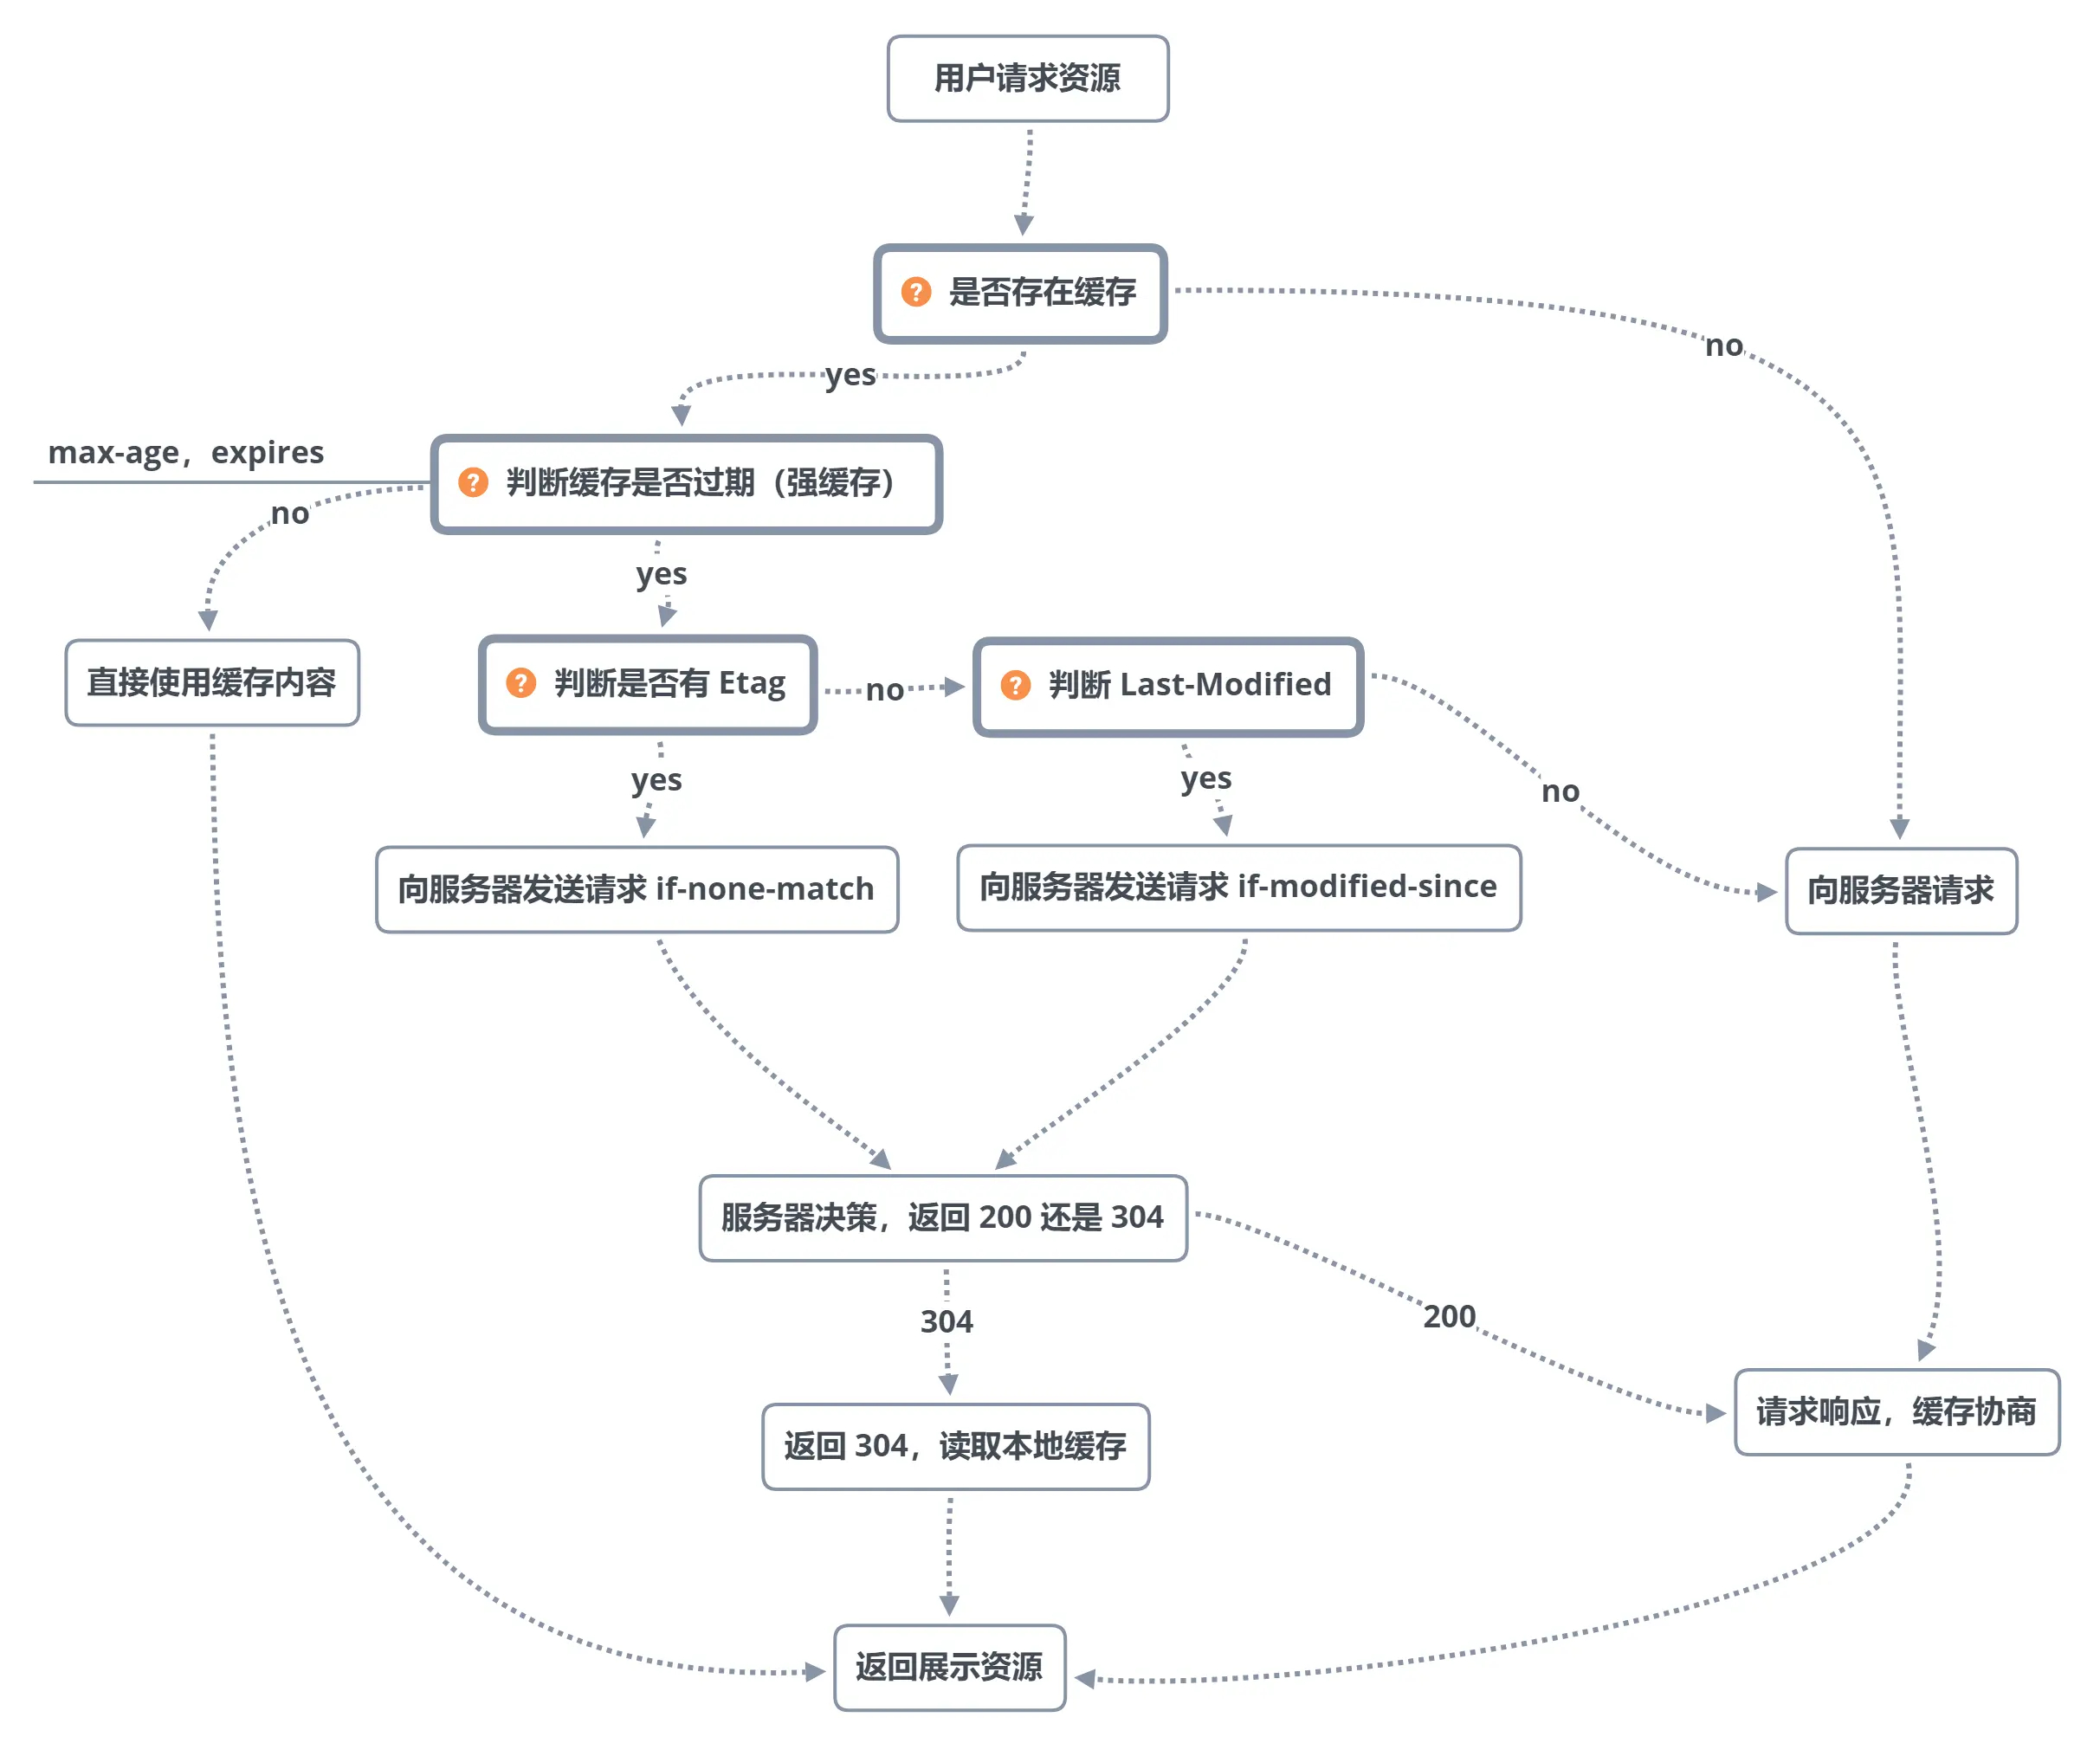 用户请求资源
是否存在缓存
no
yes
max-age，expires
判断缓存是否过期（强缓存）
no
yes
直接使用缓存内容
判断是否有 Etag
no
判断 Last-Modified
yes
yes
no
向服务器发送请求 if-none-match
向服务器发送请求 if-modified-since
向服务器请求
服务器决策，返回 200 还是 304
304
200
请求响应，缓存协商
返回 304，读取本地缓存
返回展示资源